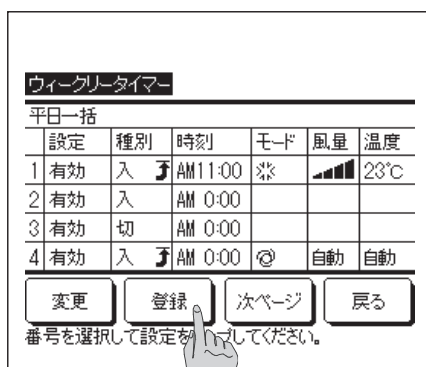 ウィークリータイマー
平日一括
設定 種別 時刻 モード 風量 温度
1 有効 入 AM11:00 23℃
2 有効 入 AM 0:00
3 有効 切 AM 0:00
4 有効 入 AM 0:00 自動 自動
変更 登録 次ページ 戻る
番号を選択して設定を してください。